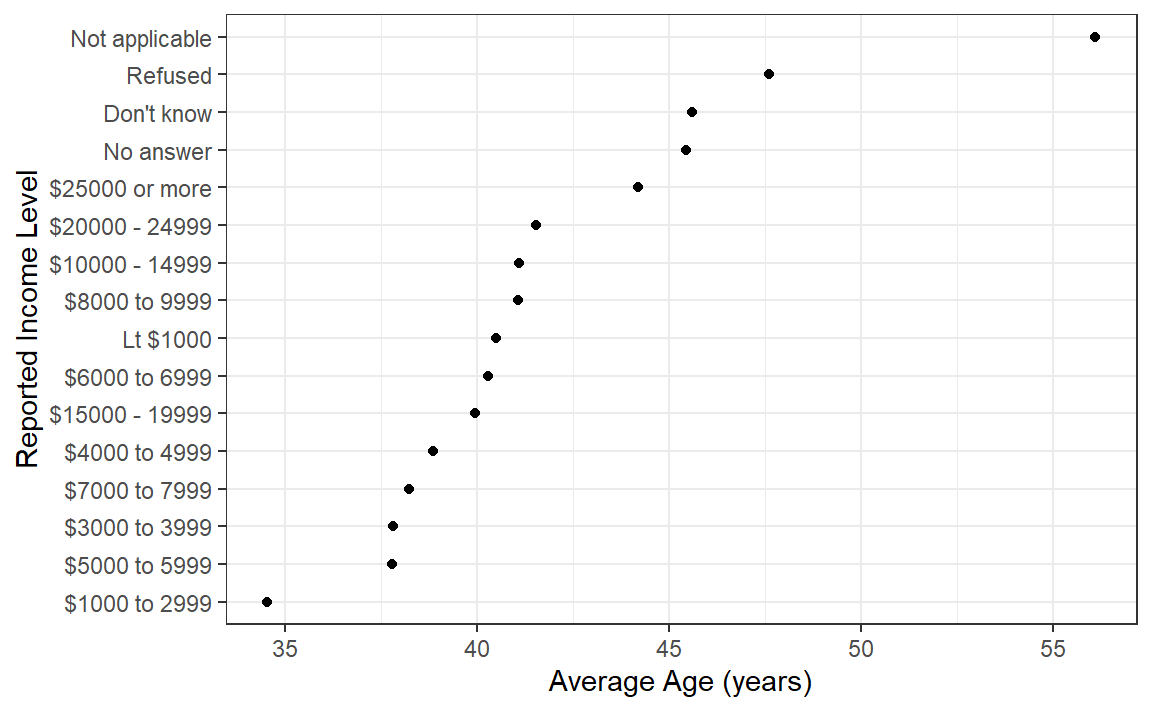 Reported Income Level
Not applicable
Refused
Don't know
No answer
$25000 or more
$20000 - 24999
$10000 - 14999
$8000 to 9999
Lt $1000
$6000 to 6999
$15000 - 19999
$4000 to 4999
$7000 to 7999
$3000 to 3999
$5000 to 5999
$1000 to 2999
35 40 45 50 55
Average Age (years)